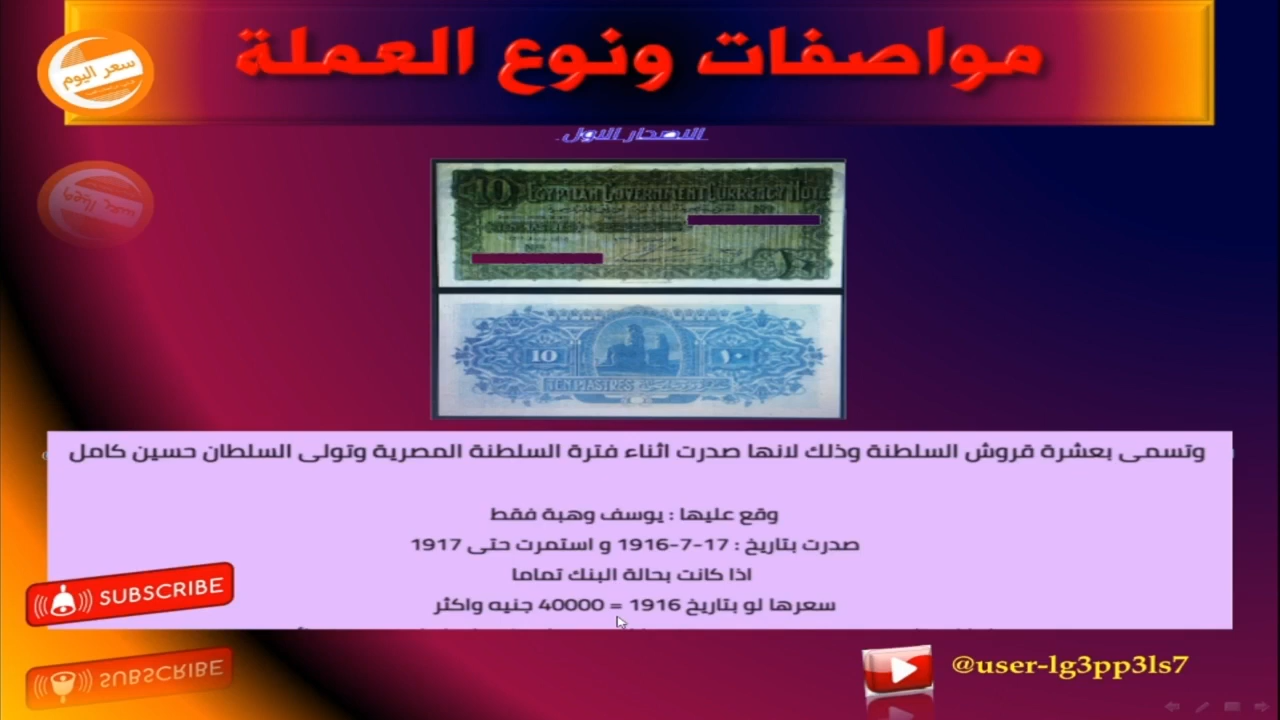 مواصفات ونوع العملة
سعر اليوم
10 EGYPTIAN GOVERNMENT CURRENCY NOTE
10 ١٠
TEN PIASTRES
وتسمى بعشرة قروش السلطنة وذلك لانها صدرت اثناء فترة السلطنة المصرية وتولى السلطان حسين كامل
وقع عليها : يوسف وهبة فقط
صدرت بتاريخ : 17-7-1916 و استمرت حتى 1917
اذا كانت بحالة البنك تماما
سعرها لو بتاريخ 1916 = 40000 جنيه واكثر
SUBSCRIBE
@user-lg3pp3ls7